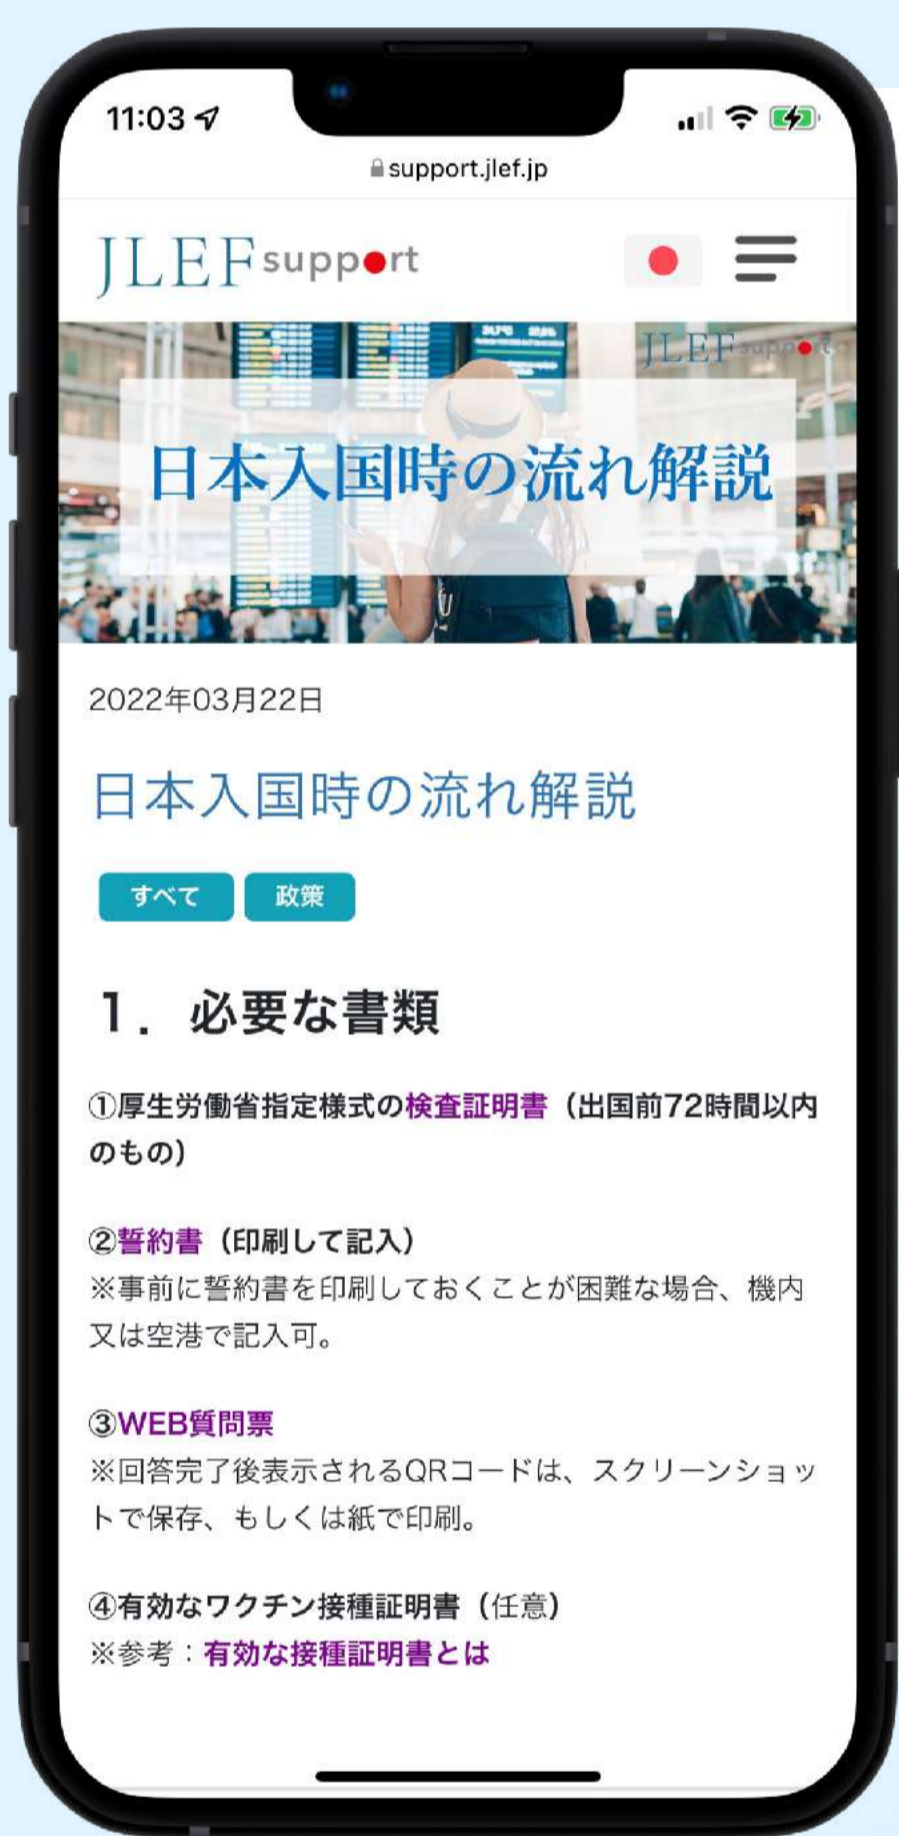 11:03
support.jlef.jp
JLEF support
JLEF support
日本入国時の流れ解説
2022年03月22日
日本入国時の流れ解説
すべて 政策
1．必要な書類
①厚生労働省指定様式の検査証明書（出国前72時間以内
のもの）
②誓約書（印刷して記入）
※事前に誓約書を印刷しておくことが困難な場合、機内
又は空港で記入可。
③WEB質問票
※回答完了後表示されるQRコードは、スクリーンショッ
トで保存、もしくは紙で印刷。
④有効なワクチン接種証明書（任意）
※参考：有効な接種証明書とは